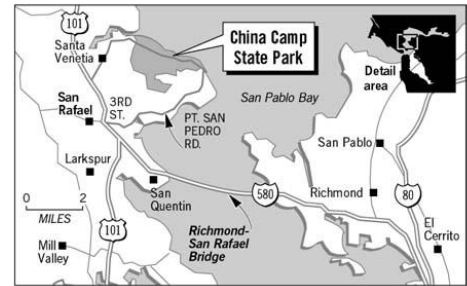 101
Santa
Venetia
China Camp
State Park
Detail
area
San
Rafael
3RD
ST.
PT. SAN
PEDRO
RD.
San Pablo Bay
San Pablo
Larkspur
0 2
MILES
San
Quentin
580
Richmond
80
101
Richmond-
San Rafael
Bridge
El
Cerrito
Mill
Valley